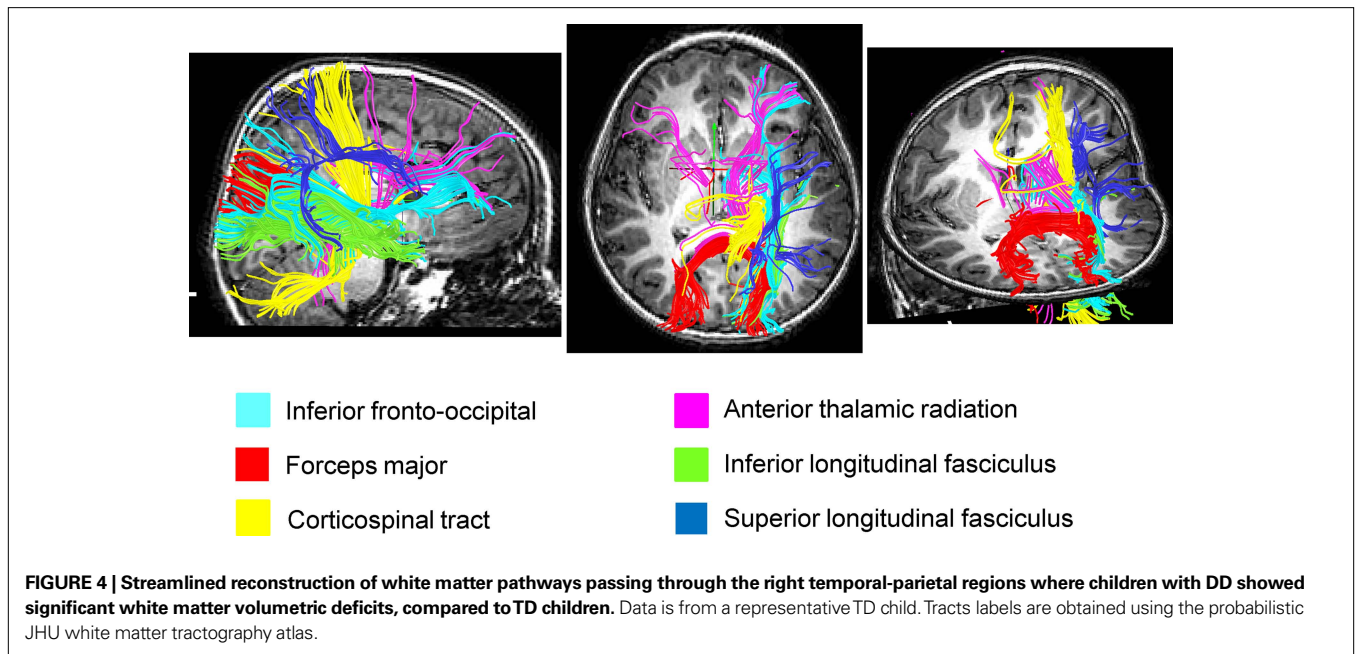 Inferior fronto-occipital
Forceps major
Corticospinal tract
Anterior thalamic radiation
Inferior longitudinal fasciculus
Superior longitudinal fasciculus
FIGURE 4 | Streamlined reconstruction of white matter pathways passing through the right temporal-parietal regions where children with DD showed
significant white matter volumetric deficits, compared to TD children. Data is from a representative TD child. Tracts labels are obtained using the probabilistic
JHU white matter tractography atlas.